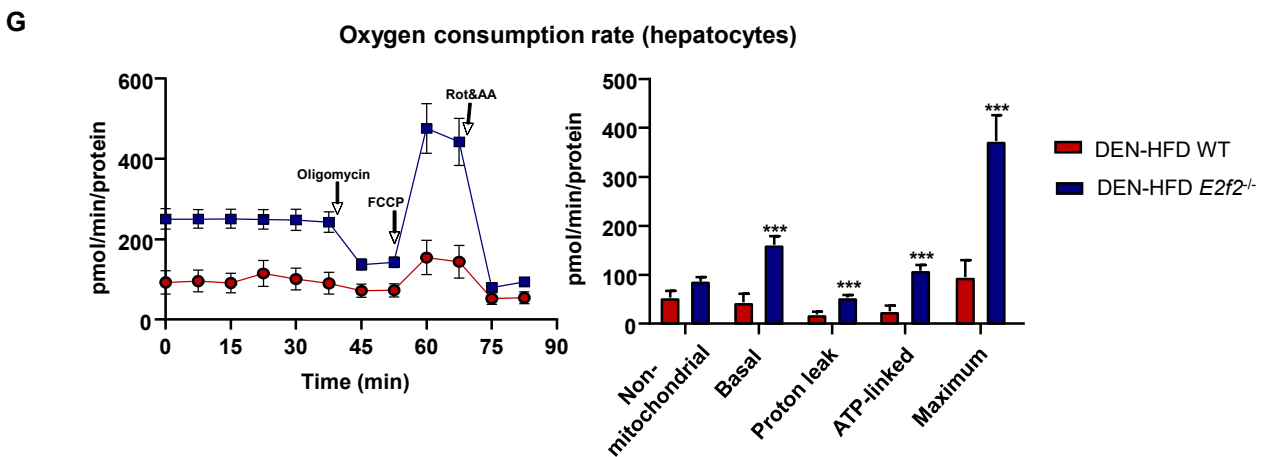 G
Oxygen consumption rate (hepatocytes)
pmol/min/protein
600
400
200
0
Oligomycin
FCCP
Rot&AA
0 15 30 45 60 75 90
Time (min)
pmol/min/protein
500
400
300
200
100
0
***
***
***
***
Non-
mitochondrial
Basal
Proton leak
ATP-linked
Maximum
DEN-HFD WT
DEN-HFD E2f2-/-